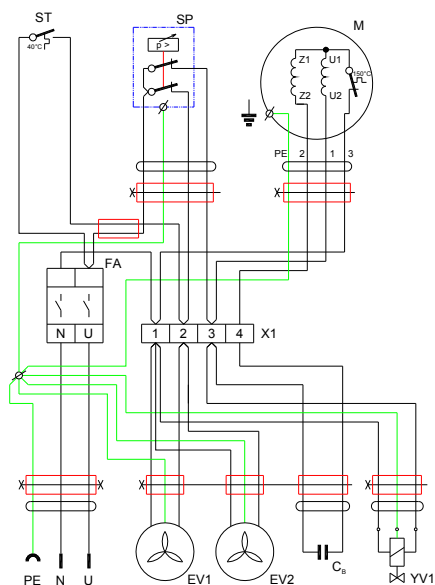 ST
SP
M
40°C
p >
Z1 U1
150°C
Z2 U2
PE 2 1 3
FA
N U
1 2 3 4 X1
PE N U
EV1
EV2
CB
YV1